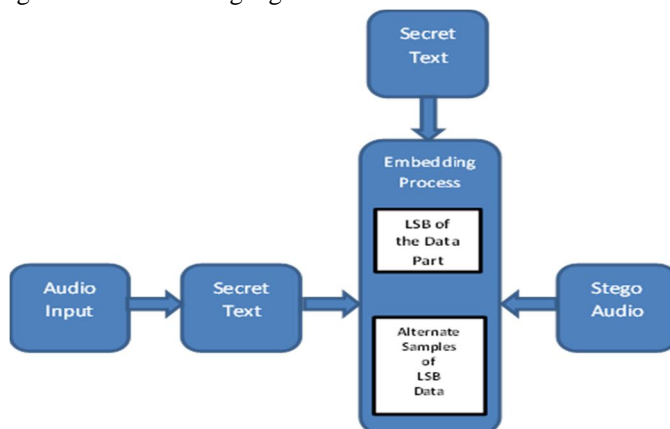 Secret
Text
Embedding
Process
LSB of
the Data
Part
Audio
Input
Secret
Text
Stego
Audio
Alternate
Samples
of
LSB
Data